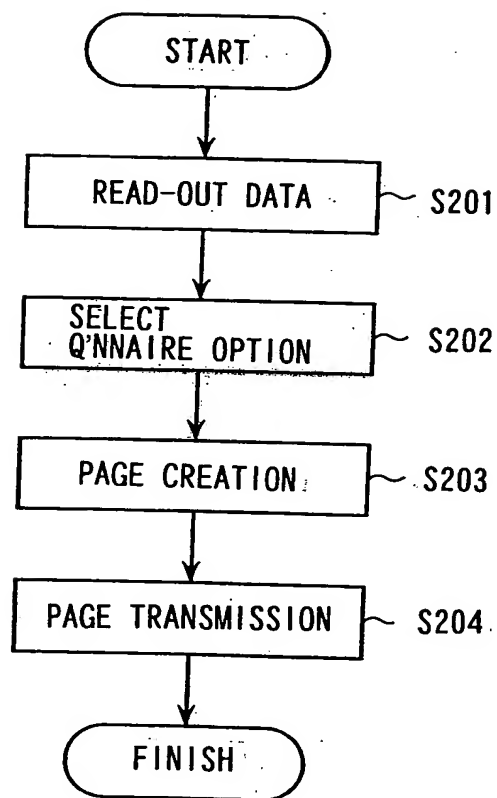 START
READ-OUT DATA
S201
SELECT
Q'NNAIRE OPTION
S202
PAGE CREATION
S203
PAGE TRANSMISSION
S204
FINISH